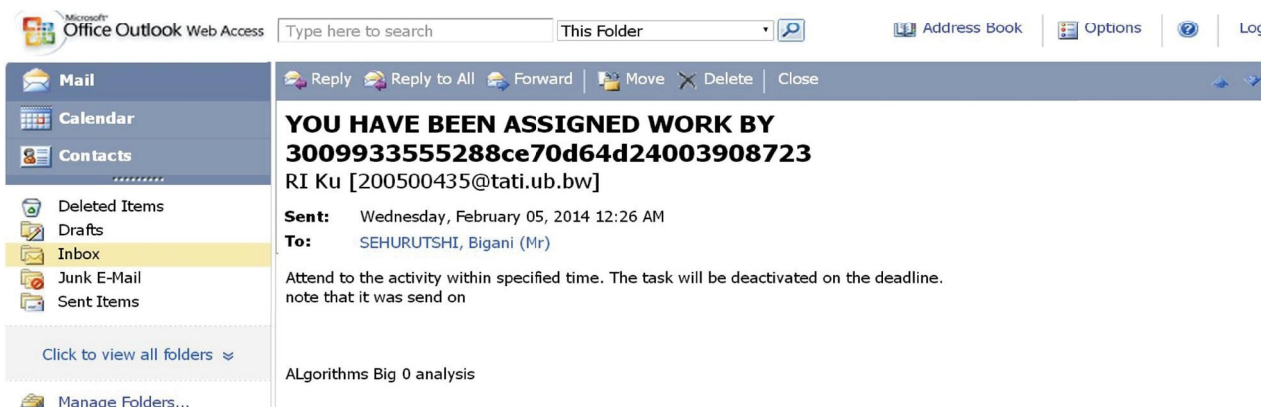 Microsoft®
Office Outlook Web Access
Type here to search
This Folder
Address Book
Options
Mail
Reply Reply to All Forward Move Delete Close
Calendar
Contacts
YOU HAVE BEEN ASSIGNED WORK BY
3009933555288ce70d64d24003908723
RI Ku [200500435@tati.ub.bw]
Deleted Items
Drafts
Inbox
Junk E-Mail
Sent Items
Click to view all folders
Manage Folders...
Sent: Wednesday, February 05, 2014 12:26 AM
To: SEHURUTSHI, Bigani (Mr)
Attend to the activity within specified time. The task will be deactivated on the deadline.
note that it was send on
ALgorithms Big 0 analysis